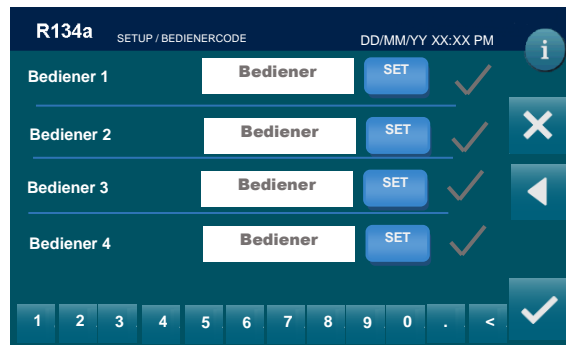 R134a SETUP / BEDIENERCODE DD/MM/YY XX:XX PM i
Bediener 1 Bediener SET
Bediener 2 Bediener SET
Bediener 3 Bediener SET
Bediener 4 Bediener SET
1 2 3 4 5 6 7 8 9 0 . <